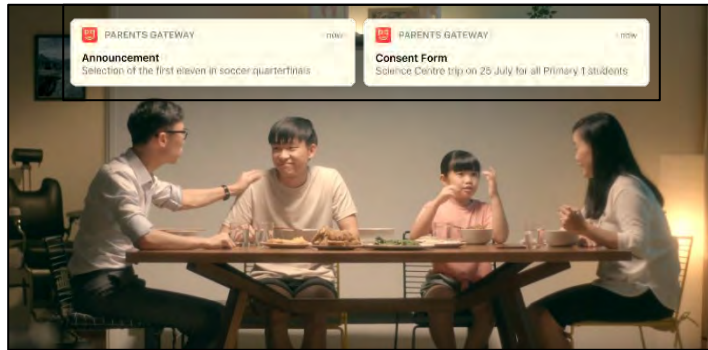 PARENTS GATEWAY
now
Announcement
Selection of the first eleven in soccer quarterfinals
PARENTS GATEWAY
now
Consent Form
Science Centre trip on 25 July for all Primary 1 students